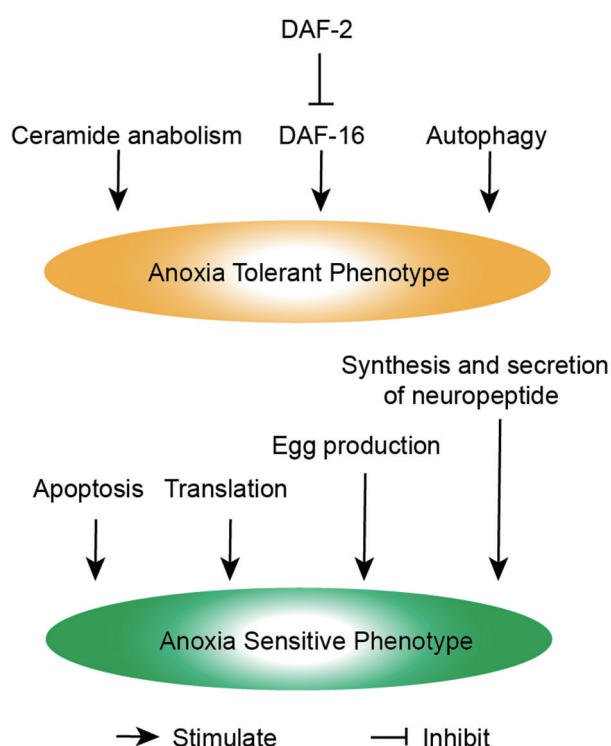 DAF-2
Ceramide anabolism
DAF-16
Autophagy
Anoxia Tolerant Phenotype
Synthesis and secretion
of neuropeptide
Egg production
Apoptosis
Translation
Anoxia Sensitive Phenotype
Stimulate
Inhibit